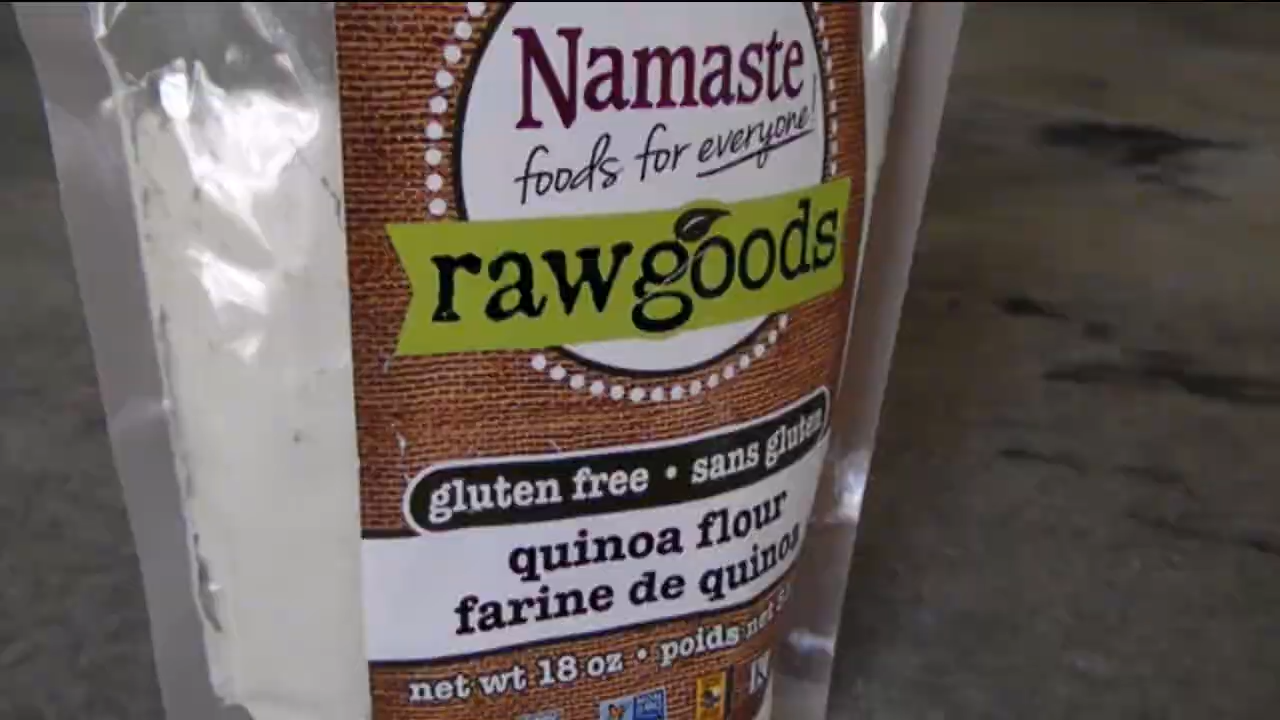 Namaste
foods for everyone!
rawgoods
gluten free • sans gluten
quinoa flour
farine de quinoa
net wt 18 oz • poids net